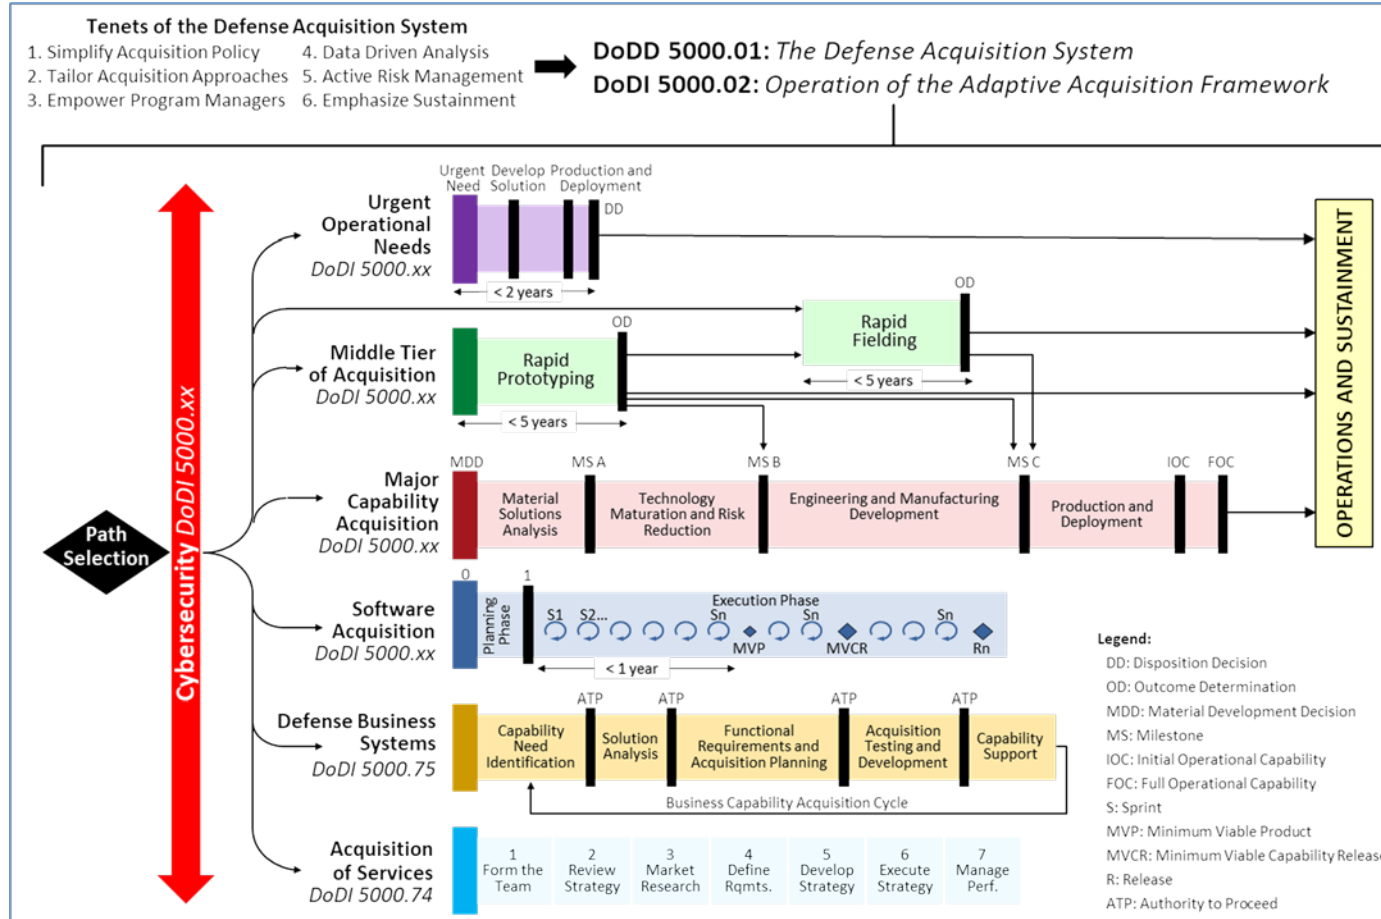 Tenets of the Defense Acquisition System
1. Simplify Acquisition Policy
2. Tailor Acquisition Approaches
3. Empower Program Managers
4. Data Driven Analysis
5. Active Risk Management
6. Emphasize Sustainment
DoDD 5000.01: The Defense Acquisition System
DoDI 5000.02: Operation of the Adaptive Acquisition Framework
Path
Selection
Cybersecurity DoDI 5000.xx
Urgent
Operational
Needs
DoDI 5000.xx
Urgent
Need
Develop
Solution
Production and
Deployment
DD
< 2 years
Middle Tier
of Acquisition
DoDI 5000.xx
Rapid
Prototyping
OD
< 5 years
Rapid
Fielding
OD
< 5 years
Major
Capability
Acquisition
DoDI 5000.xx
MDD
MS A
MS B
MS C
IOC
FOC
Material
Solutions
Analysis
Technology
Maturation and Risk
Reduction
Engineering and Manufacturing
Development
Production and
Deployment
OPERATIONS AND SUSTAINMENT
Software
Acquisition
DoDI 5000.xx
0
1
Planning
Phase
Execution Phase
S1
S2...
Sn
Sn
Sn
MVP
MVCR
Rn
< 1 year
Defense Business
Systems
DoDI 5000.75
ATP
ATP
ATP
ATP
Capability
Need
Identification
Solution
Analysis
Functional
Requirements and
Acquisition Planning
Acquisition
Testing and
Development
Capability
Support
Business Capability Acquisition Cycle
Acquisition
of Services
DoDI 5000.74
1
Form the
Team
2
Review
Strategy
3
Market
Research
4
Define
Rqmts.
5
Develop
Strategy
6
Execute
Strategy
7
Manage
Perf.
Legend:
DD: Disposition Decision
OD: Outcome Determination
MDD: Material Development Decision
MS: Milestone
IOC: Initial Operational Capability
FOC: Full Operational Capability
S: Sprint
MVP: Minimum Viable Product
MVCR: Minimum Viable Capability Release
R: Release
ATP: Authority to Proceed